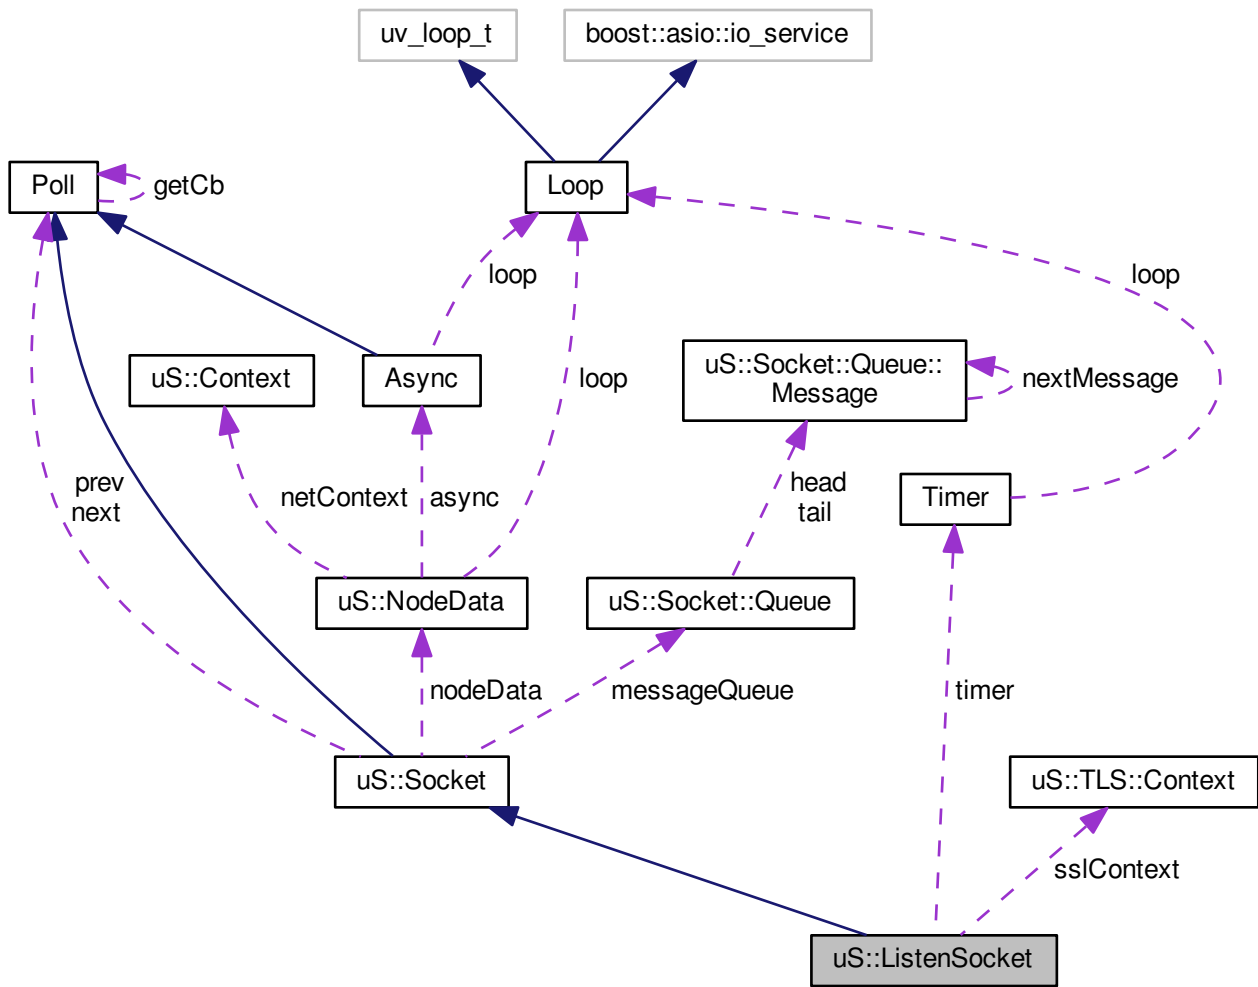 uv_loop_t
boost::asio::io_service
Poll
getCb
Loop
loop
loop
uS::Context
Async
loop
uS::Socket::Queue::
Message
nextMessage
prev
next
netContext
async
head
tail
Timer
uS::NodeData
uS::Socket::Queue
nodeData
messageQueue
timer
uS::Socket
uS::TLS::Context
sslContext
uS::ListenSocket